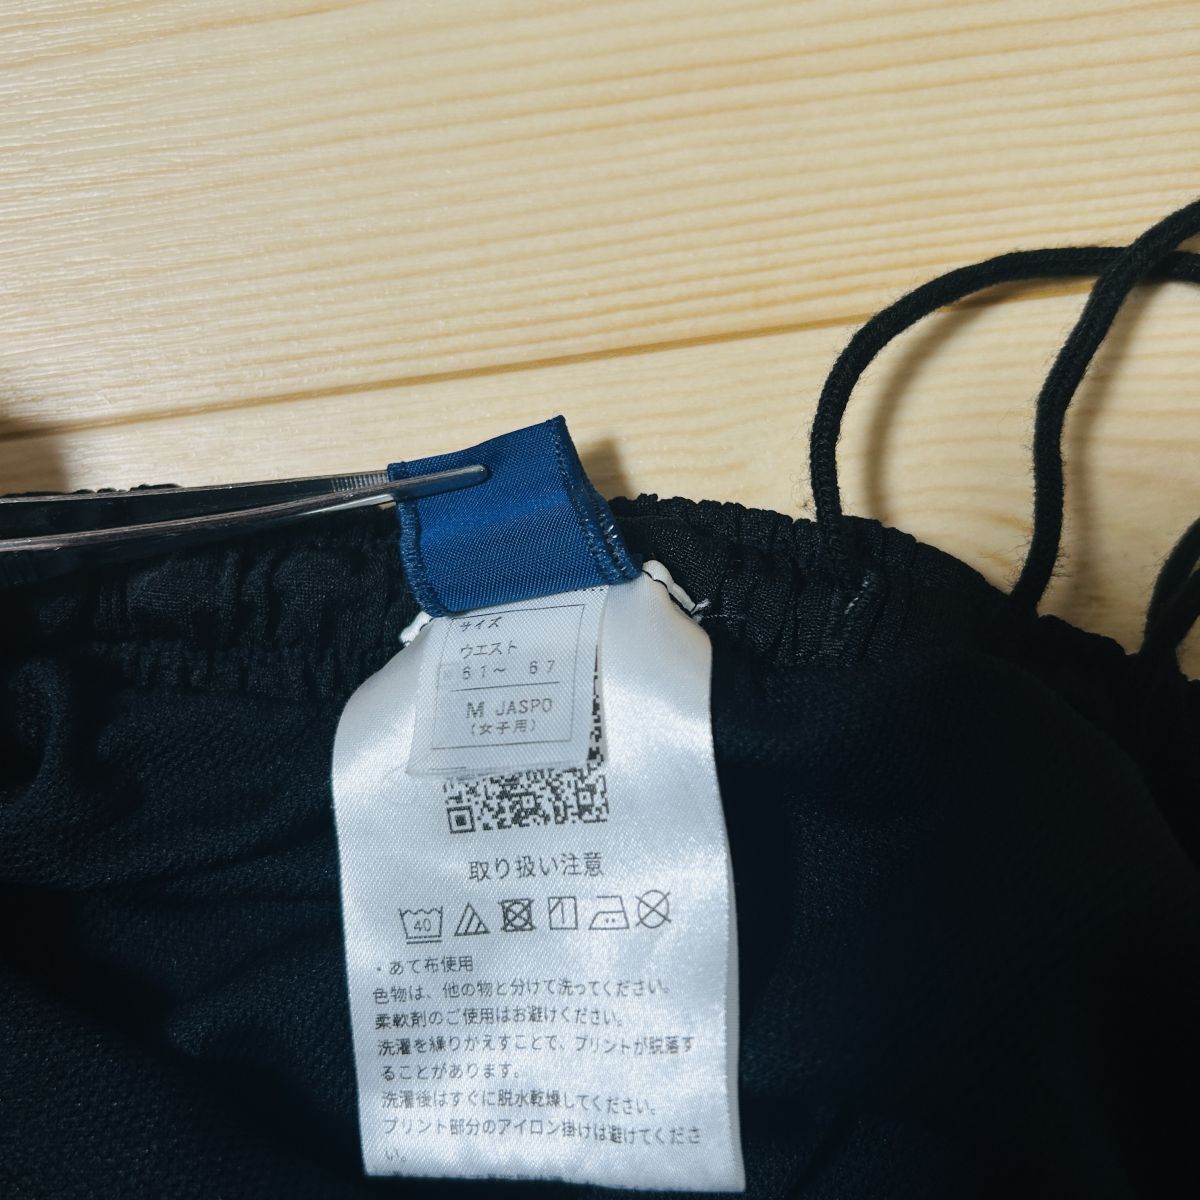 サイズ
ウエスト
61～ 67
M JASPO
(女子用)
取り扱い注意
40
・あて布使用
色物は、他の物と分けて洗ってください。
柔軟剤のご使用はお避けください。
洗濯を繰りかえすことで、プリントが脱落す
ることがあります。
洗濯後はすぐに脱水乾燥してください。
プリント部分のアイロン掛けは避けてくださ
い。